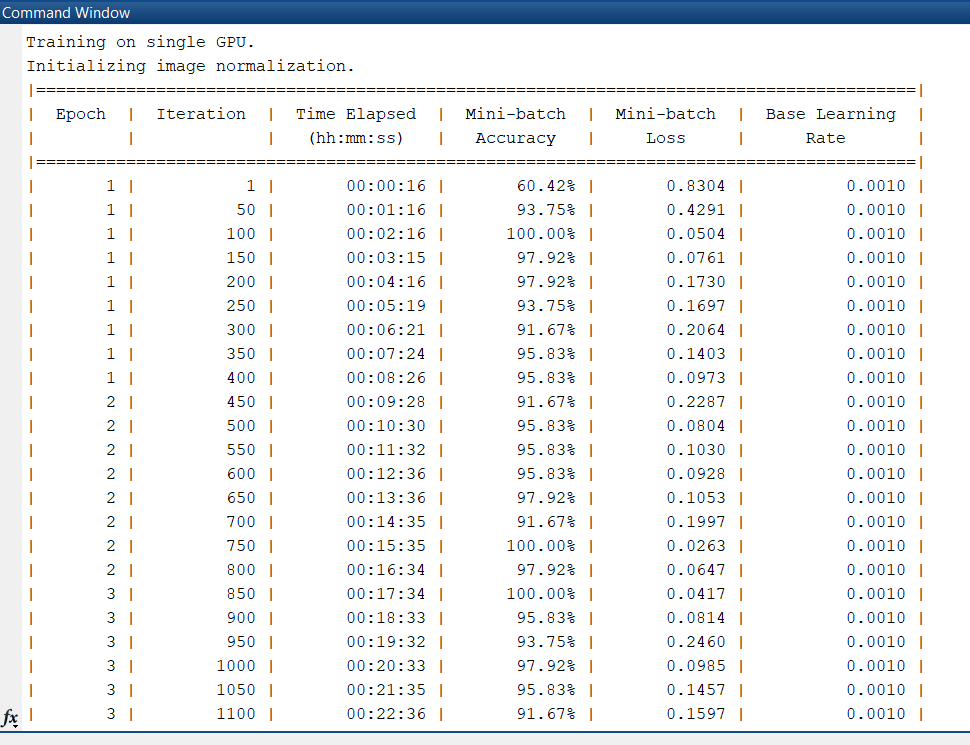 Command Window
Training on single GPU.
Initializing image normalization.
|========================================================================================|
|  Epoch  |  Iteration  |  Time Elapsed  |  Mini-batch  |  Mini-batch  |  Base Learning  |
|         |             |   (hh:mm:ss)   |   Accuracy   |     Loss     |      Rate       |
|========================================================================================|
|       1 |           1 |       00:00:16 |       60.42% |       0.8304 |          0.0010 |
|       1 |          50 |       00:01:16 |       93.75% |       0.4291 |          0.0010 |
|       1 |         100 |       00:02:16 |      100.00% |       0.0504 |          0.0010 |
|       1 |         150 |       00:03:15 |       97.92% |       0.0761 |          0.0010 |
|       1 |         200 |       00:04:16 |       97.92% |       0.1730 |          0.0010 |
|       1 |         250 |       00:05:19 |       93.75% |       0.1697 |          0.0010 |
|       1 |         300 |       00:06:21 |       91.67% |       0.2064 |          0.0010 |
|       1 |         350 |       00:07:24 |       95.83% |       0.1403 |          0.0010 |
|       1 |         400 |       00:08:26 |       95.83% |       0.0973 |          0.0010 |
|       2 |         450 |       00:09:28 |       91.67% |       0.2287 |          0.0010 |
|       2 |         500 |       00:10:30 |       95.83% |       0.0804 |          0.0010 |
|       2 |         550 |       00:11:32 |       95.83% |       0.1030 |          0.0010 |
|       2 |         600 |       00:12:36 |       95.83% |       0.0928 |          0.0010 |
|       2 |         650 |       00:13:36 |       97.92% |       0.1053 |          0.0010 |
|       2 |         700 |       00:14:35 |       91.67% |       0.1997 |          0.0010 |
|       2 |         750 |       00:15:35 |      100.00% |       0.0263 |          0.0010 |
|       2 |         800 |       00:16:34 |       97.92% |       0.0647 |          0.0010 |
|       3 |         850 |       00:17:34 |      100.00% |       0.0417 |          0.0010 |
|       3 |         900 |       00:18:33 |       95.83% |       0.0814 |          0.0010 |
|       3 |         950 |       00:19:32 |       93.75% |       0.2460 |          0.0010 |
|       3 |        1000 |       00:20:33 |       97.92% |       0.0985 |          0.0010 |
|       3 |        1050 |       00:21:35 |       95.83% |       0.1457 |          0.0010 |
fx |       3 |        1100 |       00:22:36 |       91.67% |       0.1597 |          0.0010 |